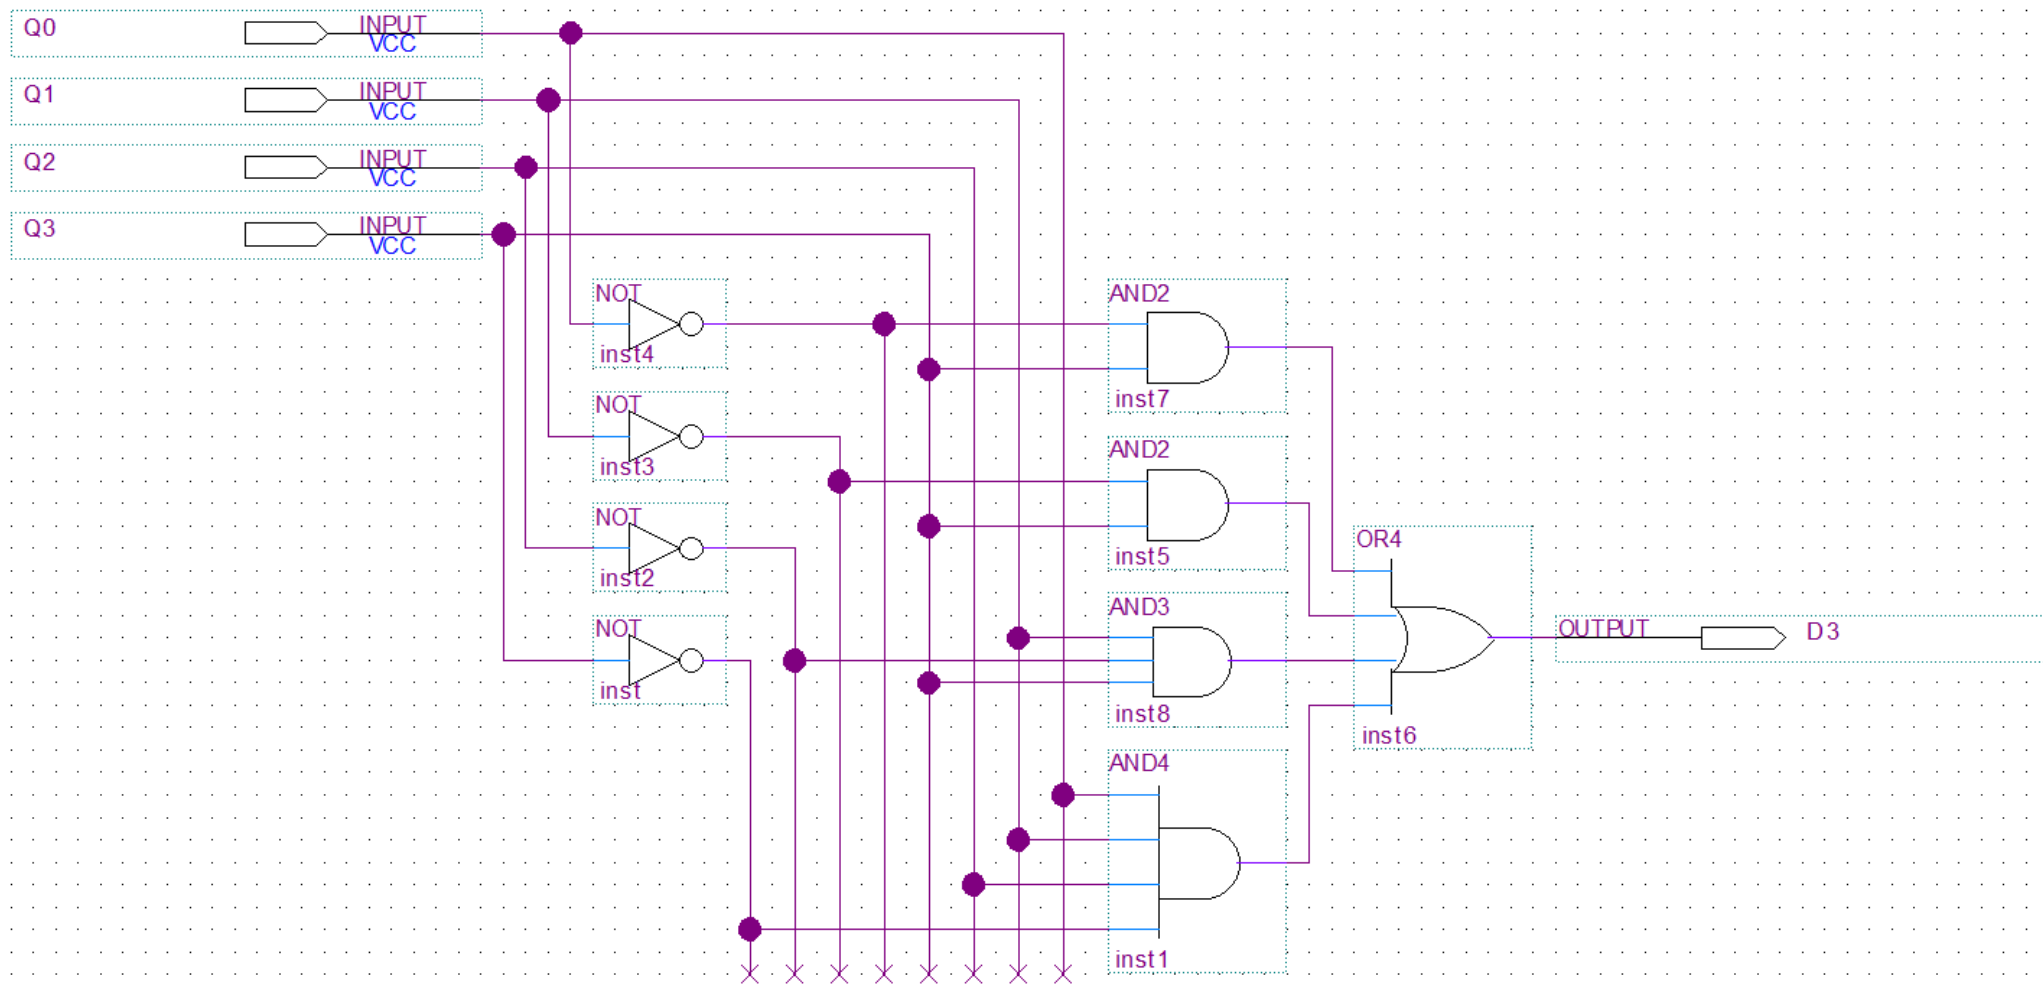 Q0 INPUT
VCC
Q1 INPUT
VCC
Q2 INPUT
VCC
Q3 INPUT
VCC
NOT
inst4
NOT
inst3
NOT
inst2
NOT
inst
AND2
inst7
AND2
inst5
AND3
inst8
AND4
inst1
OR4
inst6
OUTPUT D3